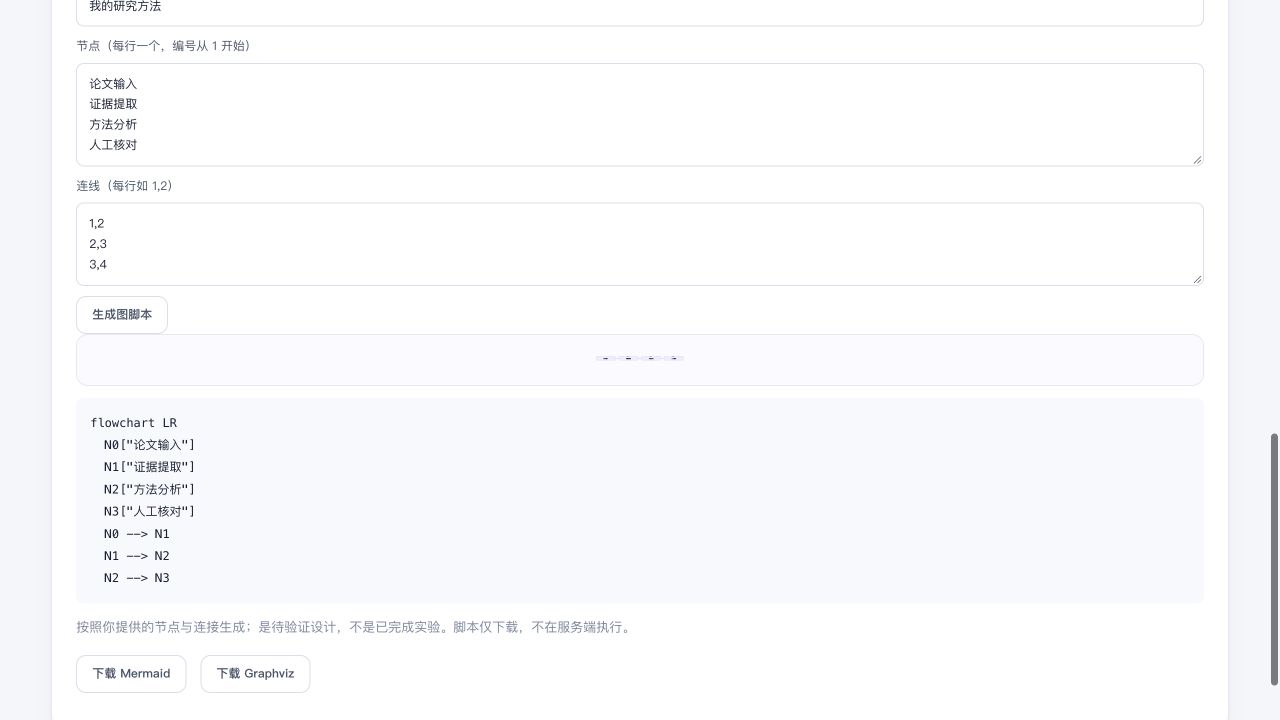 我的研究方法
节点（每行一个，编号从 1 开始）
论文输入
证据提取
方法分析
人工核对
连线（每行如 1,2）
1,2
2,3
3,4
生成图脚本
flowchart LR
  N0["论文输入"]
  N1["证据提取"]
  N2["方法分析"]
  N3["人工核对"]
  N0 --> N1
  N1 --> N2
  N2 --> N3
按照你提供的节点与连接生成；是待验证设计，不是已完成实验。脚本仅下载，不在服务端执行。
下载 Mermaid
下载 Graphviz